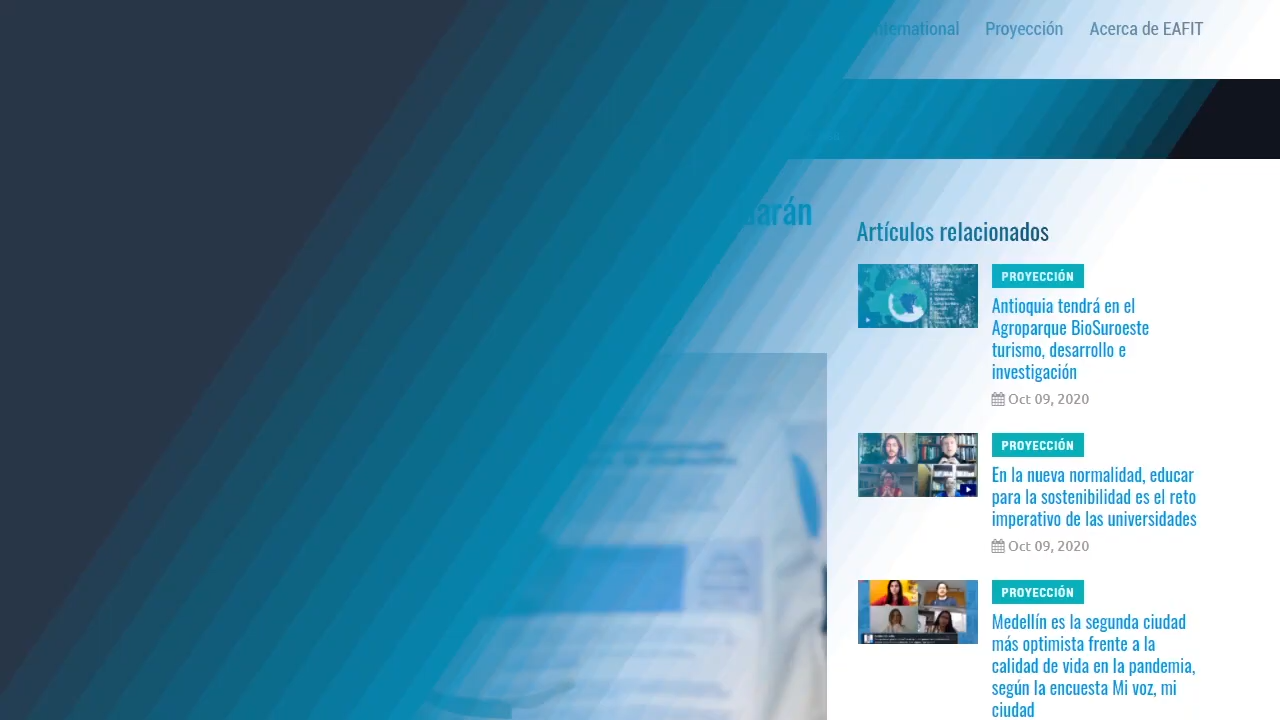 Proyección
Acerca de EAFIT
Artículos relacionados
PROYECCIÓN
Antioquia tendrá en el
Agroparque BioSuroeste
turismo, desarrollo e
investigación
Oct 09, 2020
PROYECCIÓN
En la nueva normalidad, educar
para la sostenibilidad es el reto
imperativo de las universidades
Oct 09, 2020
PROYECCIÓN
Medellín es la segunda ciudad
más optimista frente a la
calidad de vida en la pandemia,
según la encuesta Mi voz, mi
ciudad